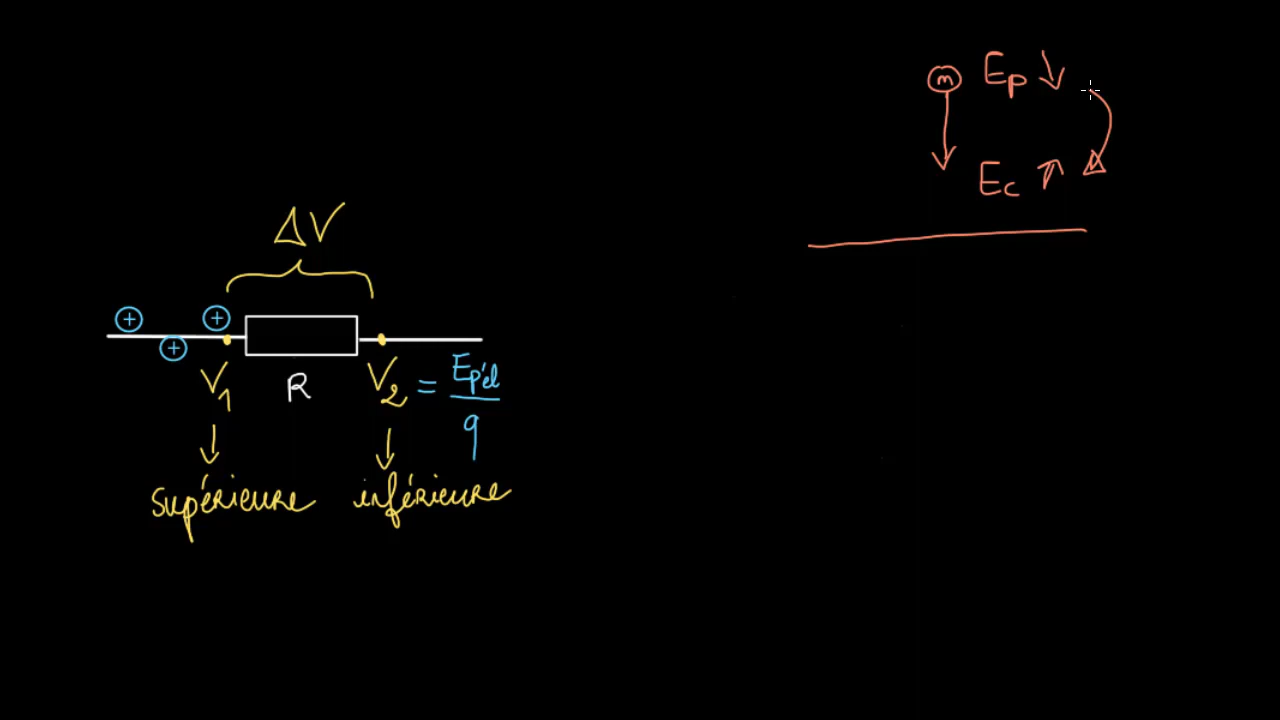 m Ep ↓
Ec ↑
ΔV
+ + +
V1 R V2 = Ep él / q
↓ ↓
supérieure inférieure